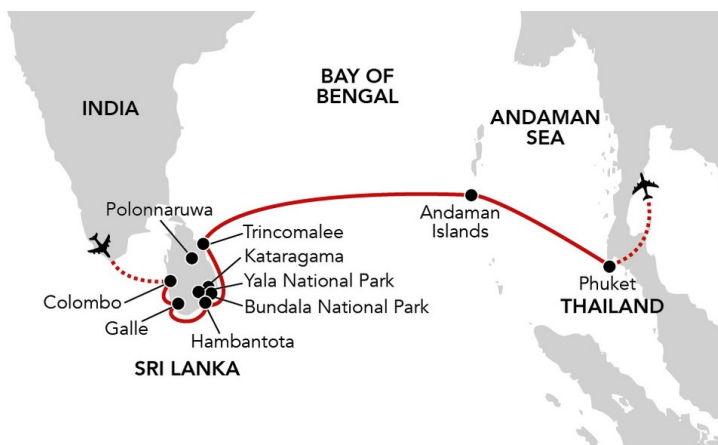 BAY OF
BENGAL
INDIA
ANDAMAN
SEA
Polonnaruwa
Trincomalee
Andaman
Islands
Kataragama
Yala National Park
Phuket
Colombo
Bundala National Park
THAILAND
Galle
Hambantota
SRI LANKA